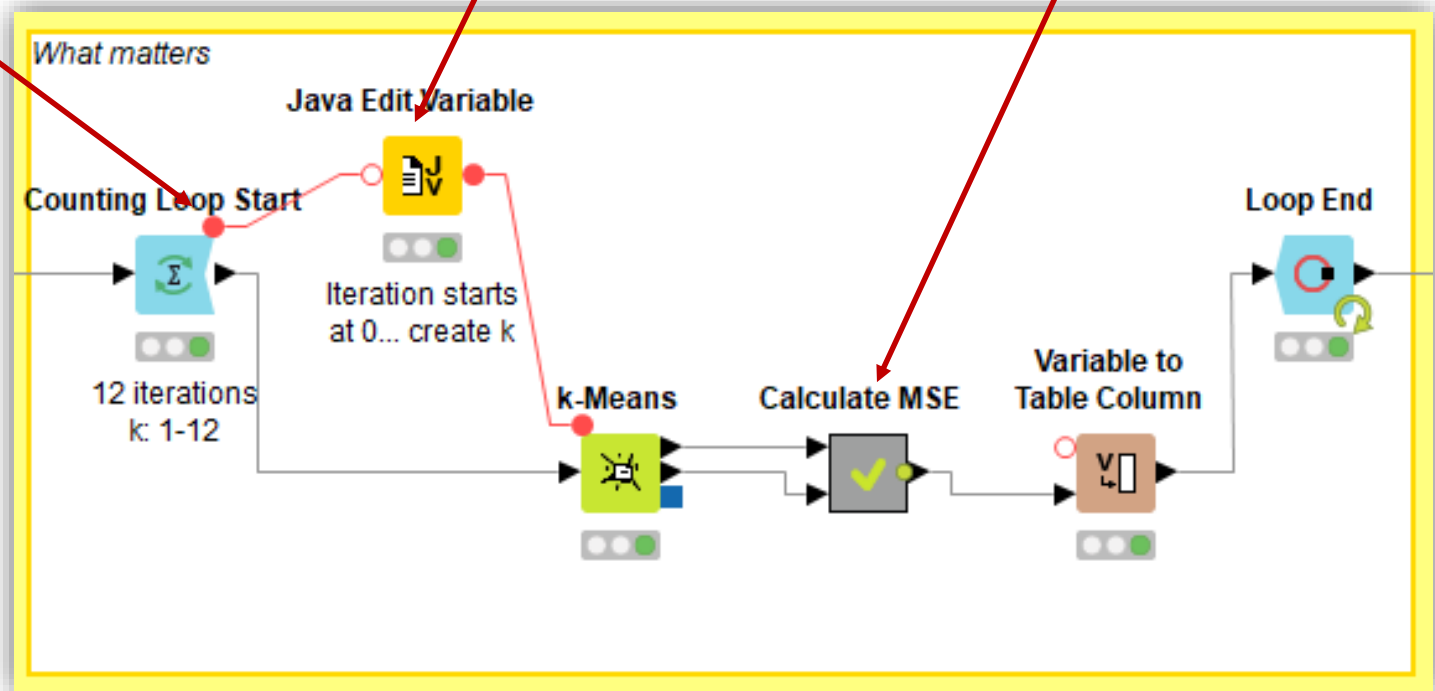 What matters
Java Edit Variable
Counting Loop Start
Loop End
Iteration starts
at 0... create k
12 iterations
k: 1-12
k-Means
Calculate MSE
Variable to
Table Column